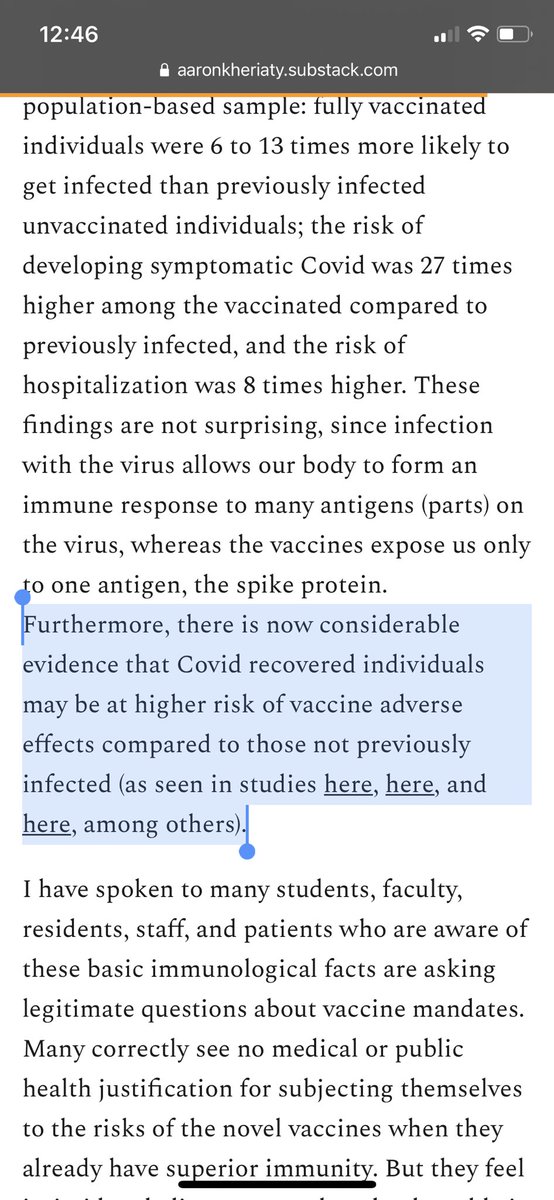 12:46
aaronkheriaty.substack.com
population-based sample: fully vaccinated
individuals were 6 to 13 times more likely to
get infected than previously infected
unvaccinated individuals; the risk of
developing symptomatic Covid was 27 times
higher among the vaccinated compared to
previously infected, and the risk of
hospitalization was 8 times higher. These
findings are not surprising, since infection
with the virus allows our body to form an
immune response to many antigens (parts) on
the virus, whereas the vaccines expose us only
to one antigen, the spike protein.
Furthermore, there is now considerable
evidence that Covid recovered individuals
may be at higher risk of vaccine adverse
effects compared to those not previously
infected (as seen in studies here, here, and
here, among others).
I have spoken to many students, faculty,
residents, staff, and patients who are aware of
these basic immunological facts are asking
legitimate questions about vaccine mandates.
Many correctly see no medical or public
health justification for subjecting themselves
to the risks of the novel vaccines when they
already have superior immunity. But they feel